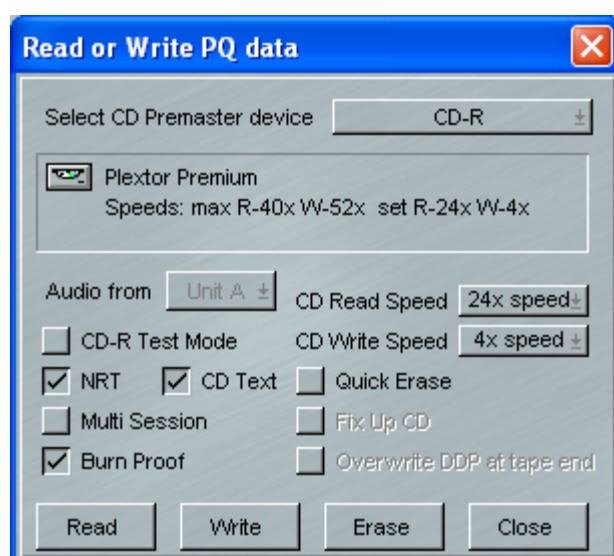 Read or Write PQ data
Select CD Premaster device CD-R
Plextor Premium
Speeds: max R-40x W-52x set R-24x W-4x
Audio from Unit A CD Read Speed 24x speed
CD-R Test Mode CD Write Speed 4x speed
NRT CD Text Quick Erase
Multi Session Fix Up CD
Burn Proof Overwrite DDP at tape end
Read Write Erase Close